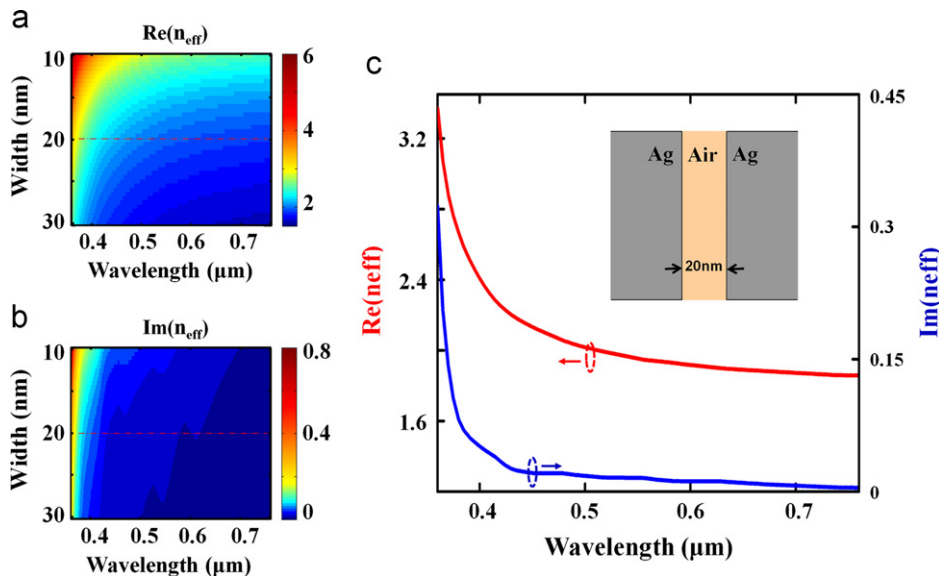 a
Re(n_eff)
10
20
30
Width (nm)
0.4 0.5 0.6 0.7
Wavelength (μm)
6
4
2
b
Im(n_eff)
10
20
30
Width (nm)
0.4 0.5 0.6 0.7
Wavelength (μm)
0.8
0.4
0
c
Re(neff)
3.2
2.4
1.6
Ag Air Ag
20nm
0.45
0.3
0.15
0
Im(neff)
0.4 0.5 0.6 0.7
Wavelength (μm)